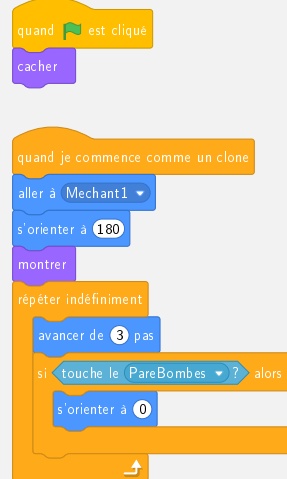 quand est cliqué
cacher
quand je commence comme un clone
aller à Mechant1
s'orienter à 180
montrer
répéter indéfiniment
avancer de 3 pas
si touche le PareBombes ? alors
s'orienter à 0